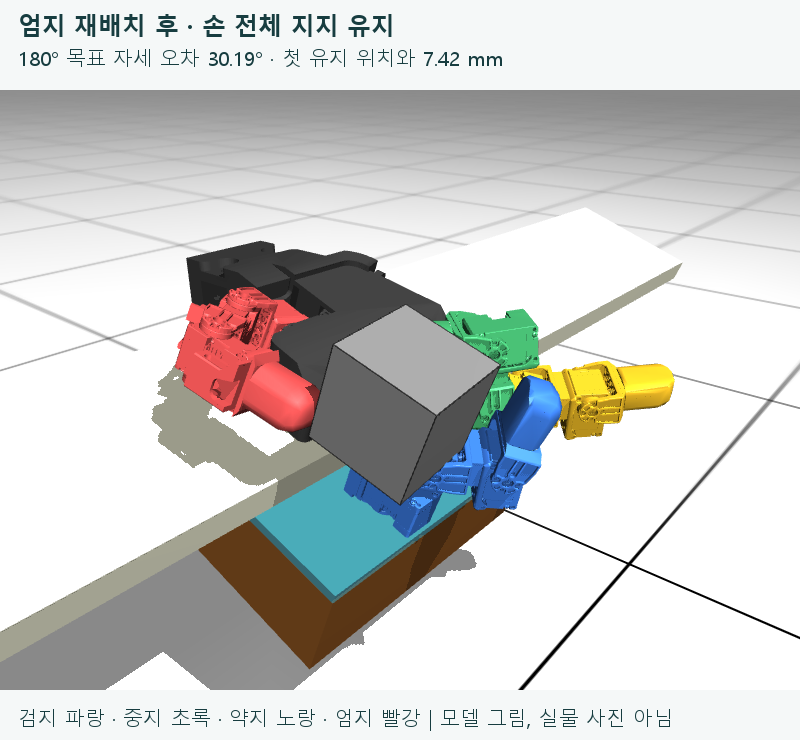 엄지 재배치 후 · 손 전체 지지 유지
180° 목표 자세 오차 30.19° · 첫 유지 위치와 7.42 mm
검지 파랑 · 중지 초록 · 약지 노랑 · 엄지 빨강 | 모델 그림, 실물 사진 아님